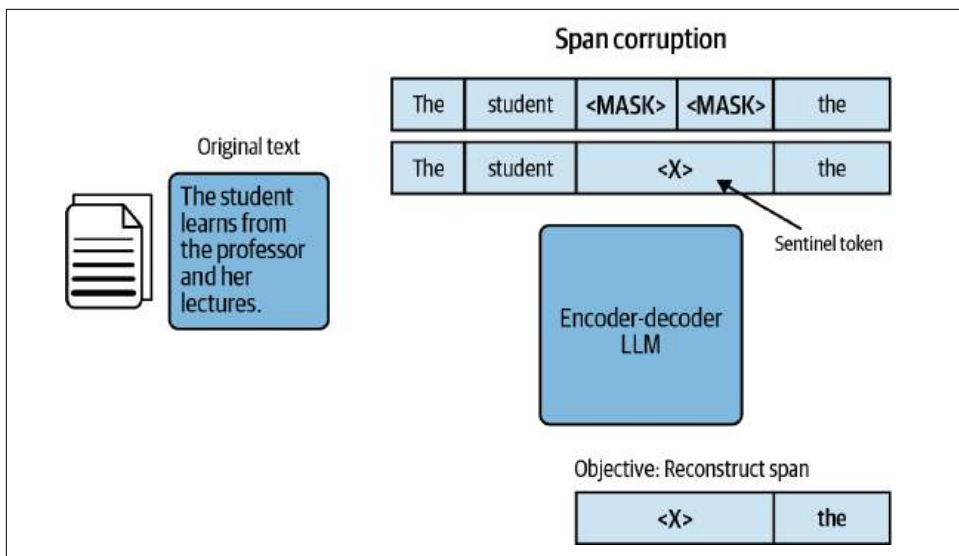 Span corruption
The student <MASK> <MASK> the
Original text
The student <X> the
The student
learns from
the professor
and her
lectures.
Sentinel token
Encoder-decoder
LLM
Objective: Reconstruct span
<X> the